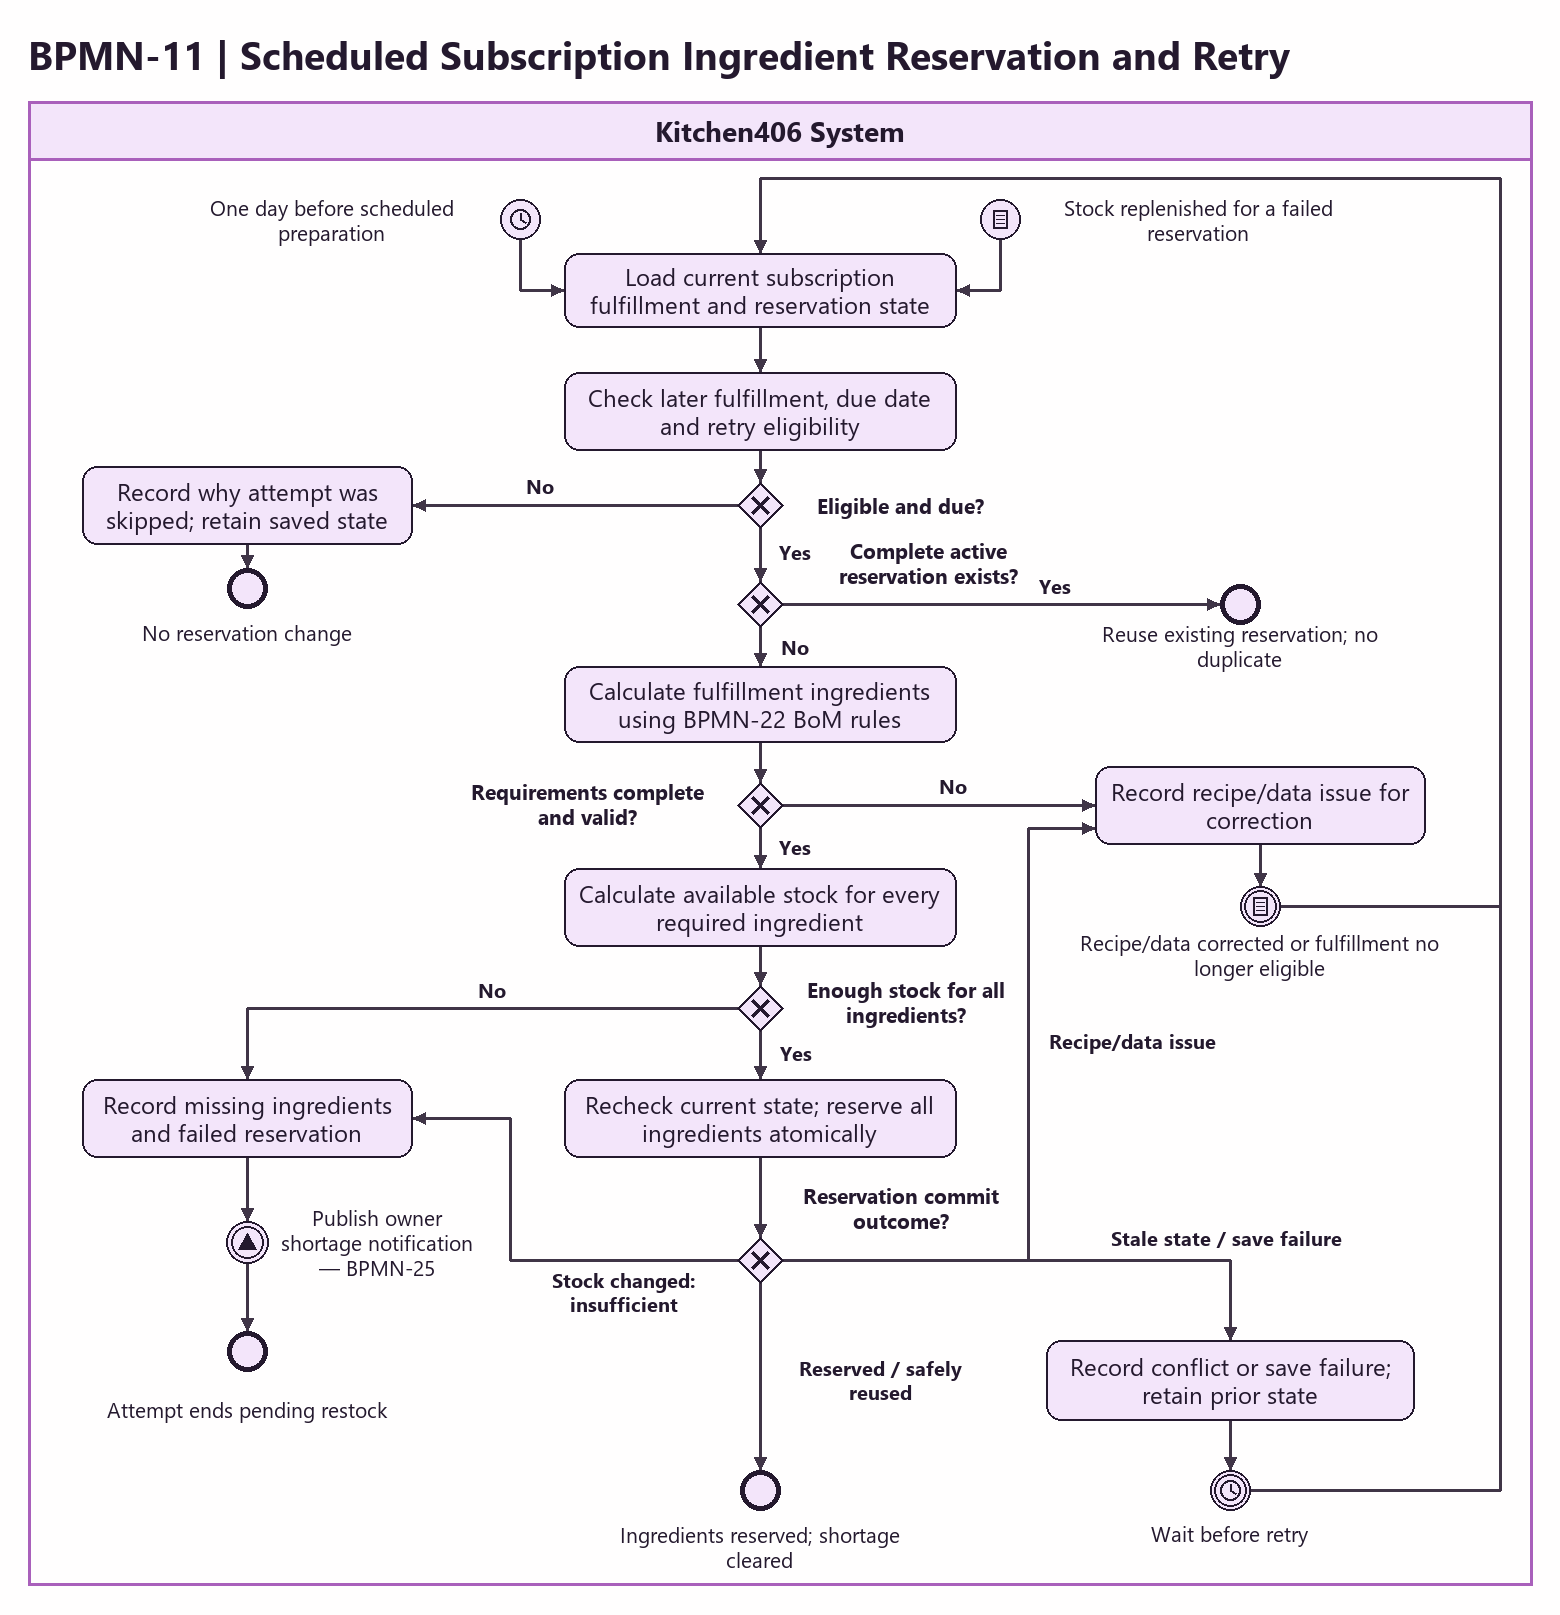 BPMN-11 | Scheduled Subscription Ingredient Reservation and Retry
Kitchen406 System
One day before scheduled
preparation
Stock replenished for a failed
reservation
Load current subscription
fulfillment and reservation state
Check later fulfillment, due date
and retry eligibility
Record why attempt was
skipped; retain saved state
No
Eligible and due?
Yes
Complete active
reservation exists?
Yes
No reservation change
Reuse existing reservation; no
duplicate
No
Calculate fulfillment ingredients
using BPMN-22 BoM rules
Requirements complete
and valid?
No
Record recipe/data issue for
correction
Yes
Calculate available stock for every
required ingredient
Recipe/data corrected or fulfillment no
longer eligible
No
Enough stock for all
ingredients?
Yes
Recipe/data issue
Record missing ingredients
and failed reservation
Recheck current state; reserve all
ingredients atomically
Publish owner
shortage notification
— BPMN-25
Reservation commit
outcome?
Stale state / save failure
Stock changed:
insufficient
Reserved / safely
reused
Record conflict or save failure;
retain prior state
Attempt ends pending restock
Ingredients reserved; shortage
cleared
Wait before retry